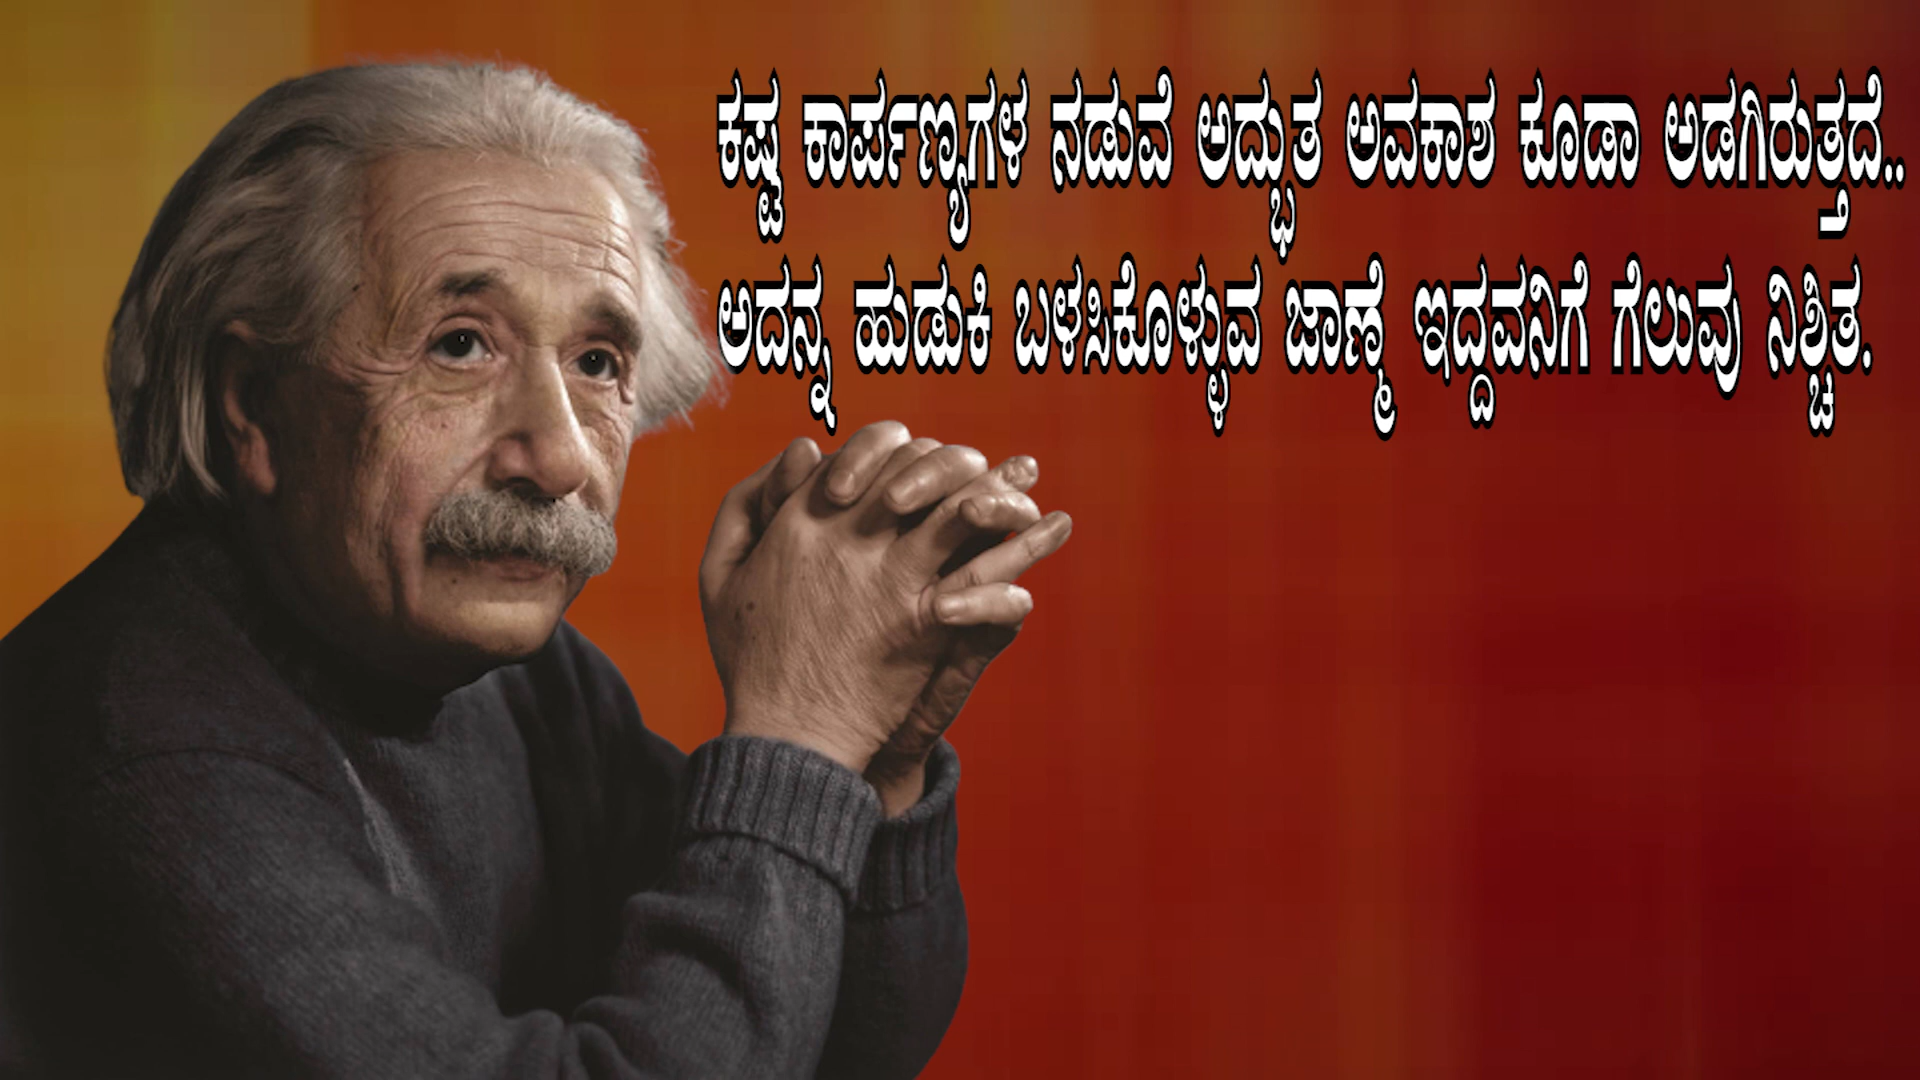 ಕಷ್ಟ ಕಾರ್ಪಣ್ಯಗಳ ನಡುವೆ ಅದ್ಭುತ ಅವಕಾಶ ಕೂಡಾ ಅಡಗಿರುತ್ತದೆ..
ಅದನ್ನ ಹುಡುಕಿ ಬಳಸಿಕೊಳ್ಳುವ ಜಾಣ್ಮೆ ಇದ್ದವನಿಗೆ ಗೆಲುವು ನಿಶ್ಚಿತ.